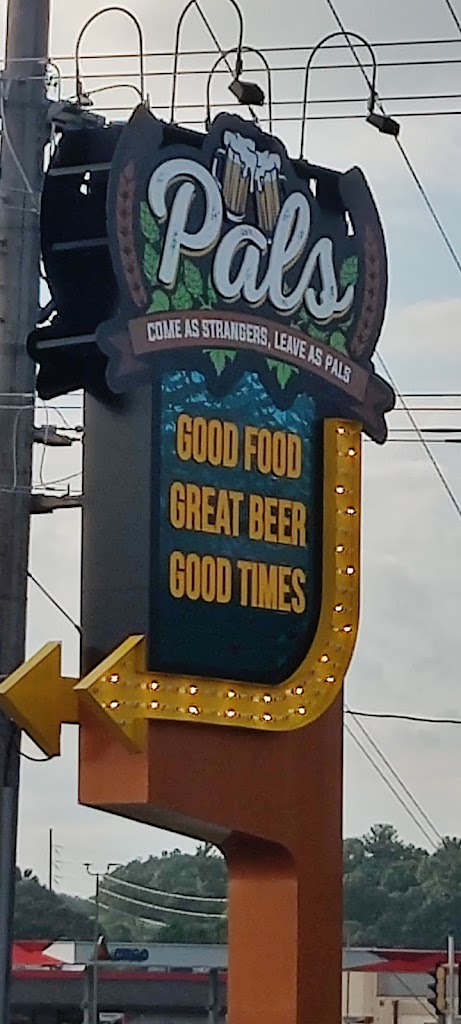 Pals
COME AS STRANGERS, LEAVE AS PALS
GOOD FOOD
GREAT BEER
GOOD TIMES